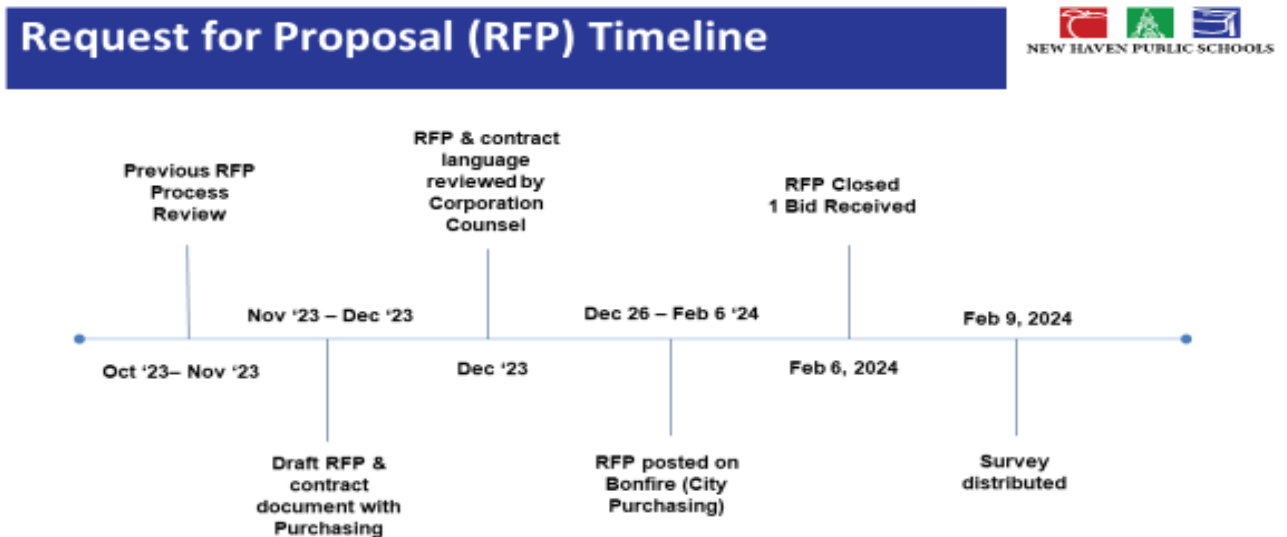 Request for Proposal (RFP) Timeline
NEW HAVEN PUBLIC SCHOOLS
Previous RFP
Process
Review
Oct ‘23– Nov ‘23
Nov ‘23 – Dec ‘23
Draft RFP &
contract
document with
Purchasing
RFP & contract
language
reviewed by
Corporation
Counsel
Dec ‘23
Dec 26 – Feb 6 ‘24
RFP posted on
Bonfire (City
Purchasing)
RFP Closed
1 Bid Received
Feb 6, 2024
Feb 9, 2024
Survey
distributed